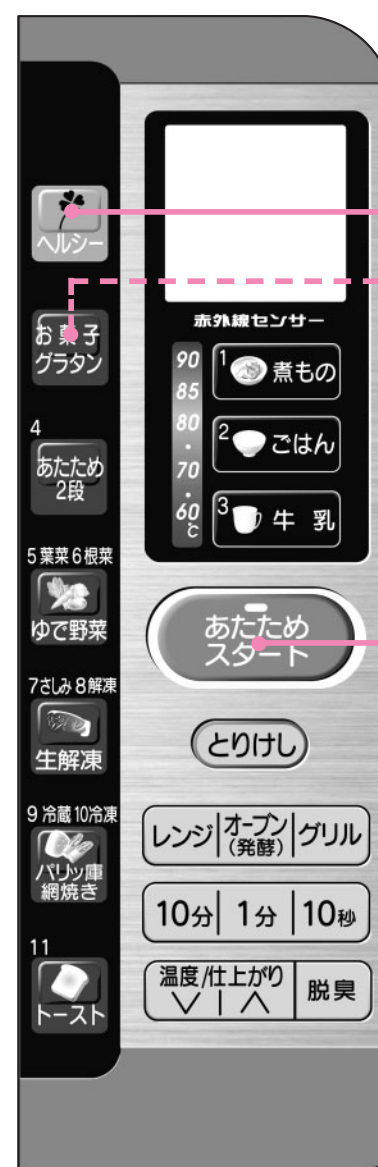 ヘルシー
お菓子
グラタン
4
あたため
2段
5 葉菜 6 根菜
ゆで野菜
7さしみ 8 解凍
生解凍
9 冷蔵 10冷凍
パリッ庫
網焼き
11
トースト
赤外線センサー
90
85
80
・
70
・
60
℃
1 煮もの
2 ごはん
3 牛乳
あたため
スタート
とりけし
レンジ オーブン(発酵) グリル
10分 1分 10秒
温度/仕上がり 脱臭